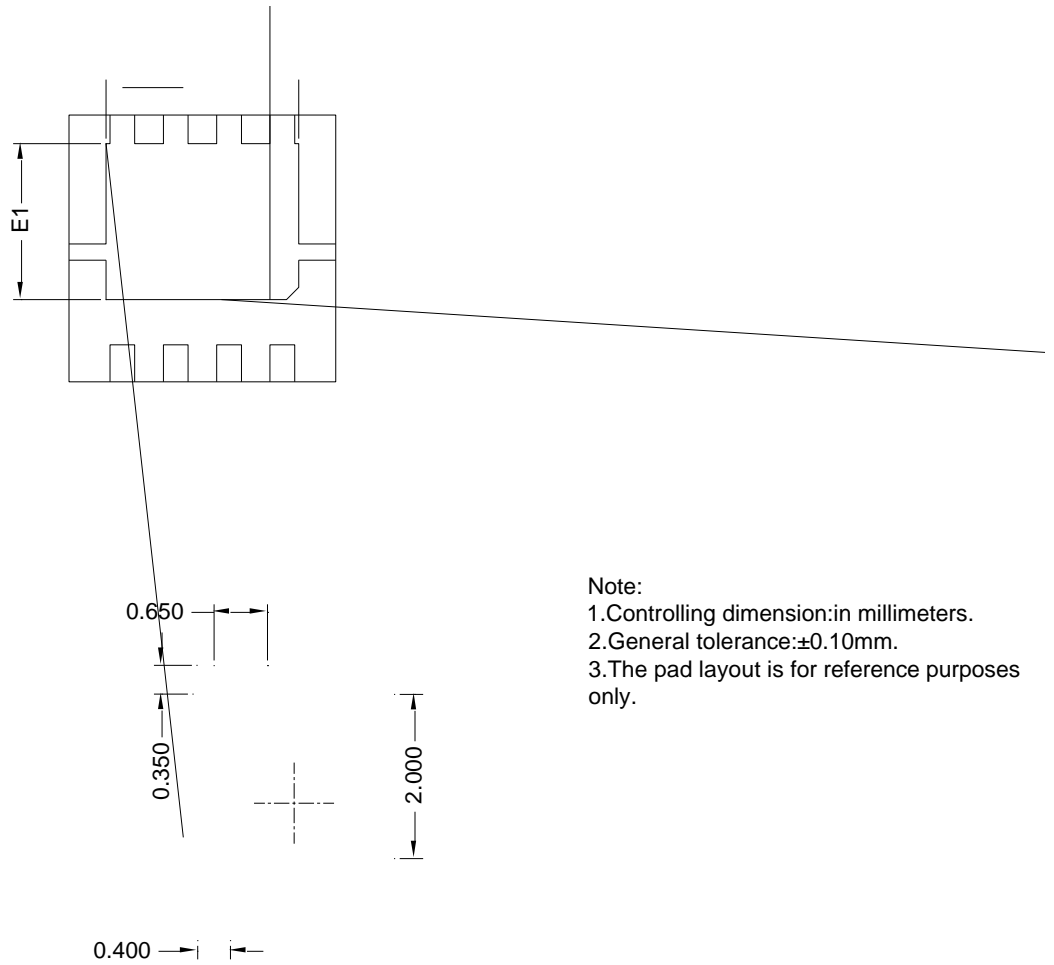 E1
0.650
0.350
2.000
0.400
Note:
1.Controlling dimension:in millimeters.
2.General tolerance:±0.10mm.
3.The pad layout is for reference purposes
only.